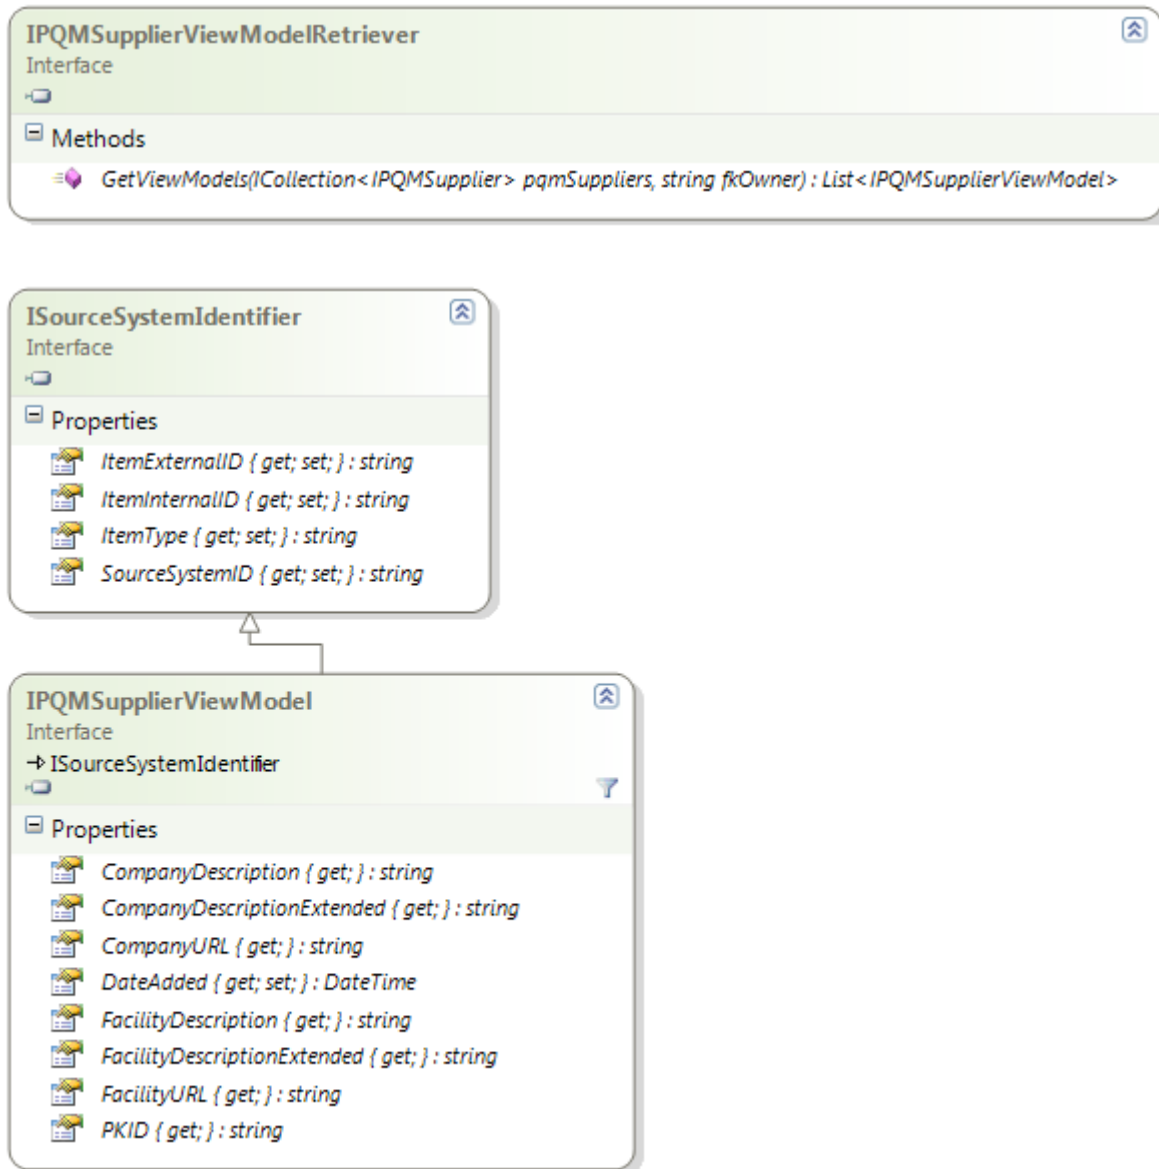 IPQMSupplierViewModelRetriever
Interface
Methods
GetViewModels(ICollection<IPQMSupplier> pqmSuppliers, string fkOwner) : List<IPQMSupplierViewModel>
ISourceSystemIdentifier
Interface
Properties
ItemExternalID { get; set; } : string
ItemInternalID { get; set; } : string
ItemType { get; set; } : string
SourceSystemID { get; set; } : string
IPQMSupplierViewModel
Interface
ISourceSystemIdentifier
Properties
CompanyDescription { get; } : string
CompanyDescriptionExtended { get; } : string
CompanyURL { get; } : string
DateAdded { get; set; } : DateTime
FacilityDescription { get; } : string
FacilityDescriptionExtended { get; } : string
FacilityURL { get; } : string
PKID { get; } : string